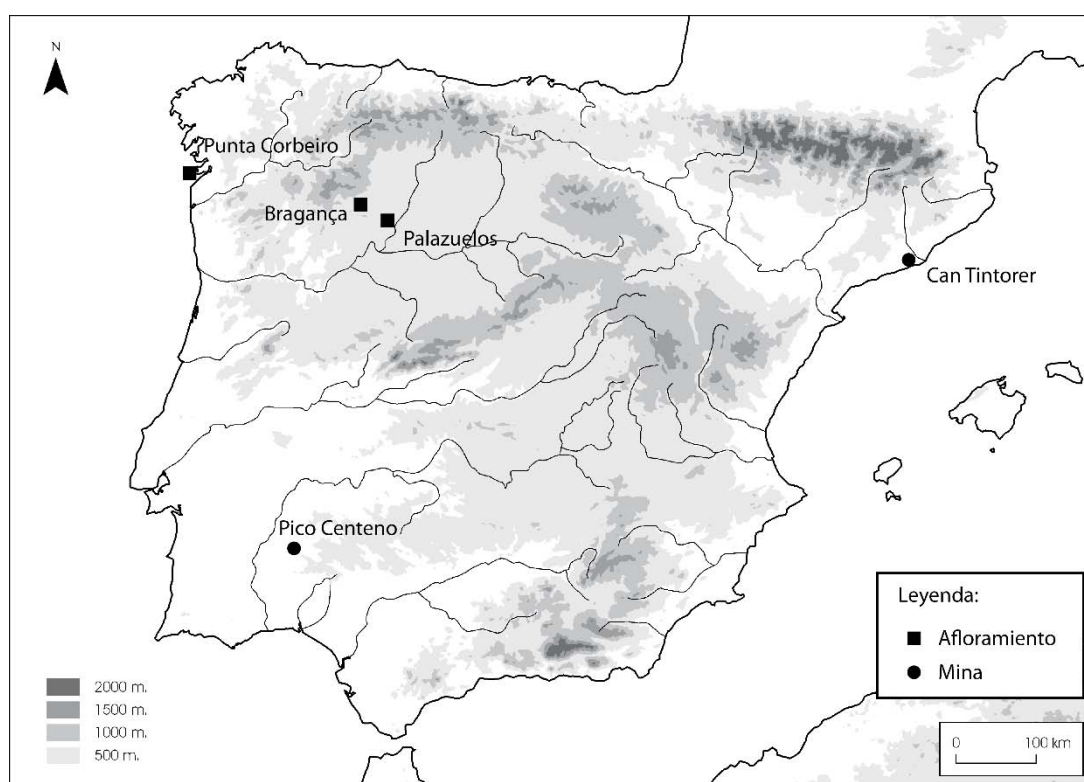 N
Punta Corbeiro
Bragança
Palazuelos
Can Tintorer
Pico Centeno
Leyenda:
Afloramiento
Mina
2000 m.
1500 m.
1000 m.
500 m.
0 100 km